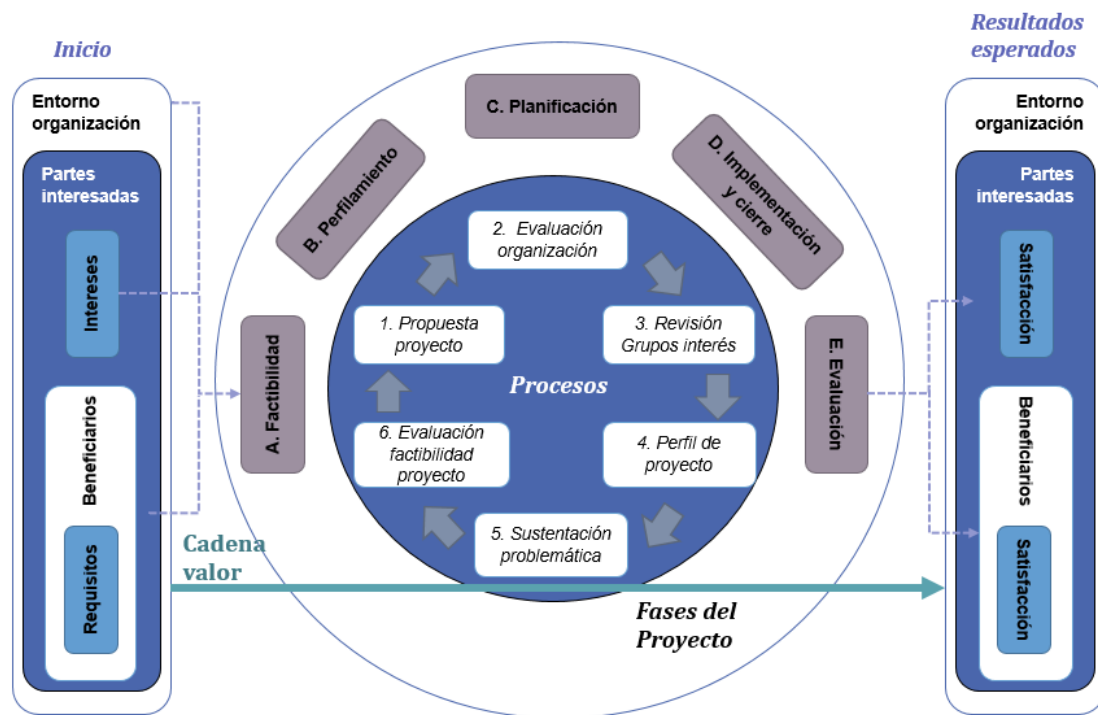 Inicio
Entorno
organización
Partes
interesadas
Intereses
Beneficiarios
Requisitos
Cadena
valor
A. Factibilidad
B. Perfilamiento
C. Planificación
D. Implementación
y cierre
E. Evaluación
1. Propuesta
proyecto
2. Evaluación
organización
3. Revisión
Grupos interés
4. Perfil de
proyecto
5. Sustentación
problemática
6. Evaluación
factibilidad
proyecto
Procesos
Fases del
Proyecto
Resultados
esperados
Entorno
organización
Partes
interesadas
Satisfacción
Beneficiarios
Satisfacción